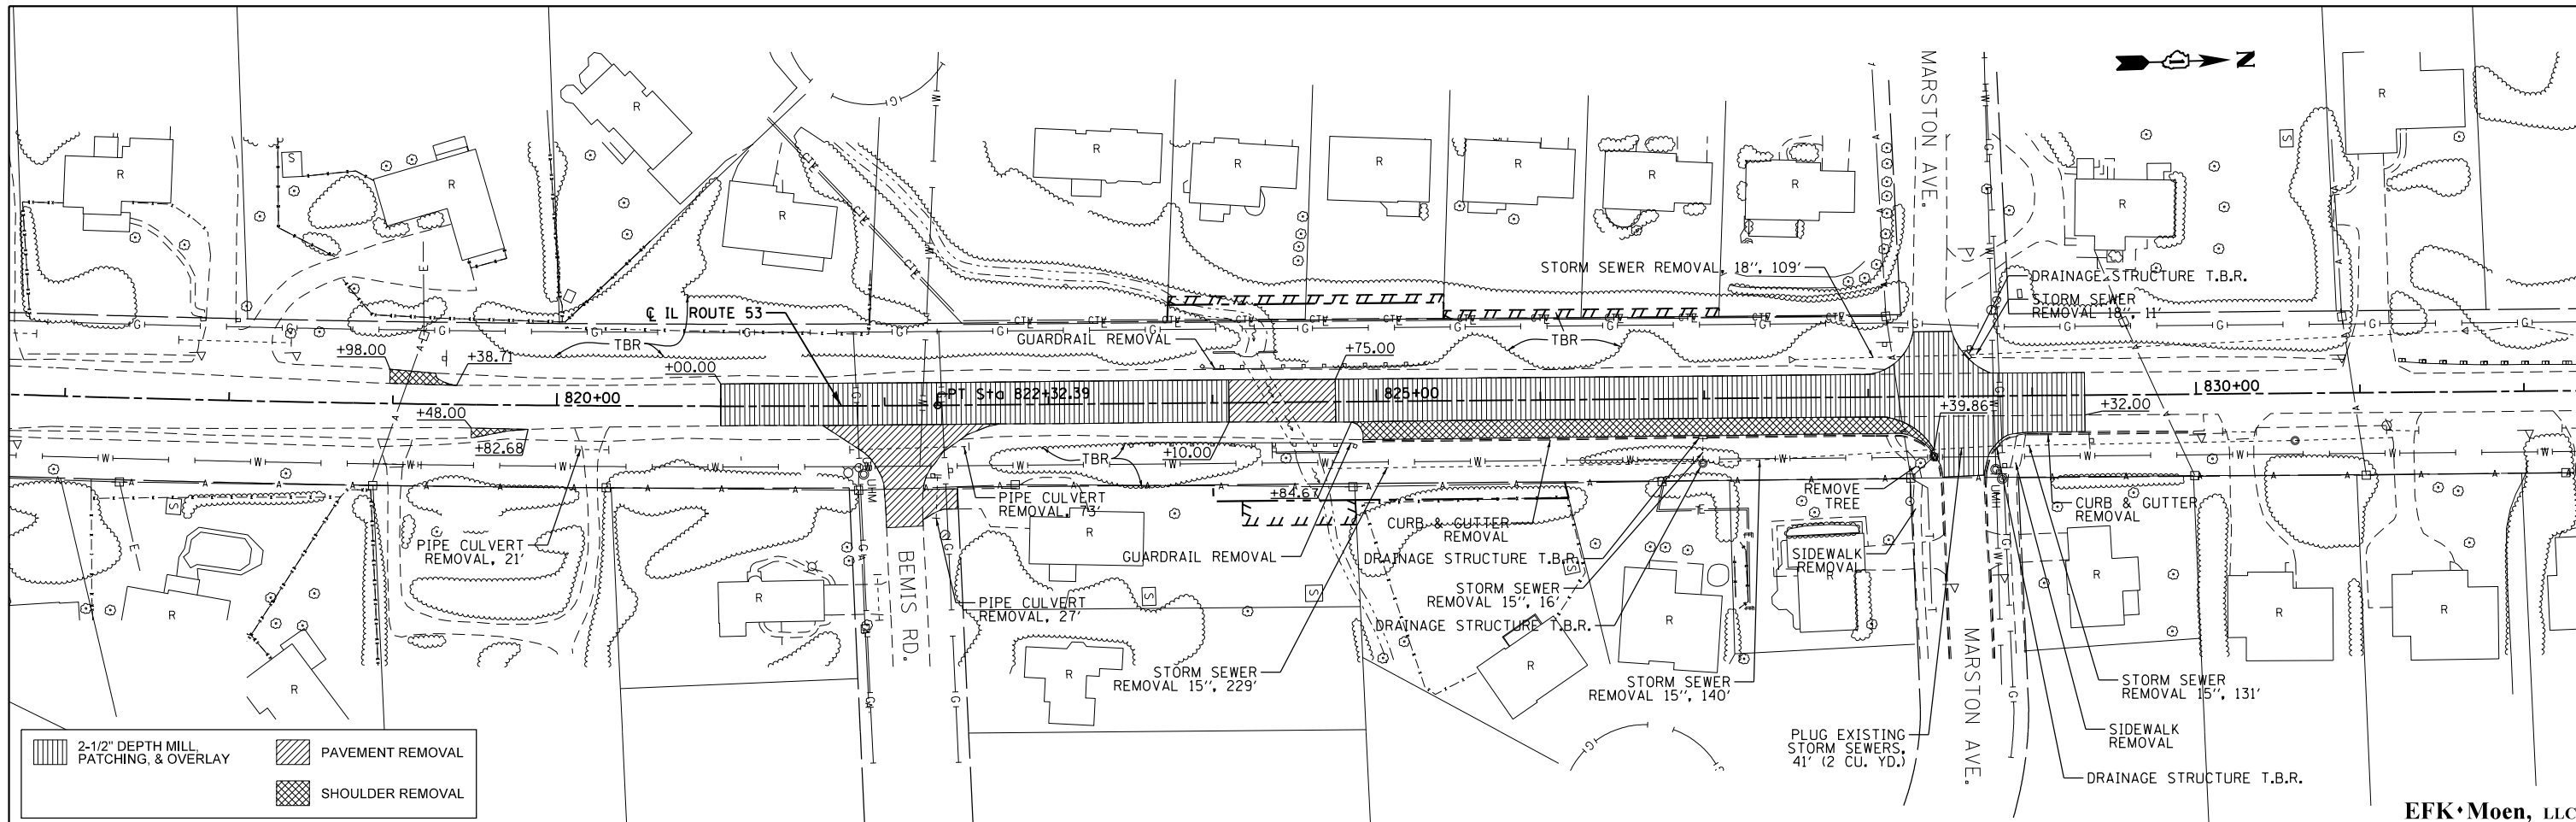 MARSTON AVE.
N
STORM SEWER REMOVAL, 18", 109'
DRAINAGE STRUCTURE T.B.R.
STORM SEWER
REMOVAL 18", 11'
℄ IL ROUTE 53
TBR
GUARDRAIL REMOVAL
TBR
+98.00
+38.71
+00.00
+75.00
820+00
PT Sta 822+32.39
825+00
830+00
+48.00
+82.68
+10.00
+39.86
+32.00
TBR
+84.67
UHM
PIPE CULVERT
REMOVAL, 21'
PIPE CULVERT
REMOVAL, 73'
GUARDRAIL REMOVAL
CURB & GUTTER
REMOVAL
DRAINAGE STRUCTURE T.B.R.
REMOVE
TREE
SIDEWALK
REMOVAL
CURB & GUTTER
REMOVAL
BEMIS RD.
PIPE CULVERT
REMOVAL, 27'
STORM SEWER
REMOVAL 15", 16'
DRAINAGE STRUCTURE T.B.R.
STORM SEWER
REMOVAL 15", 229'
STORM SEWER
REMOVAL 15", 140'
MARSTON AVE.
STORM SEWER
REMOVAL 15", 131'
SIDEWALK
REMOVAL
PLUG EXISTING
STORM SEWERS,
41' (2 CU. YD.)
DRAINAGE STRUCTURE T.B.R.
2-1/2" DEPTH MILL,
PATCHING, & OVERLAY
PAVEMENT REMOVAL
SHOULDER REMOVAL
EFK•Moen, LLC